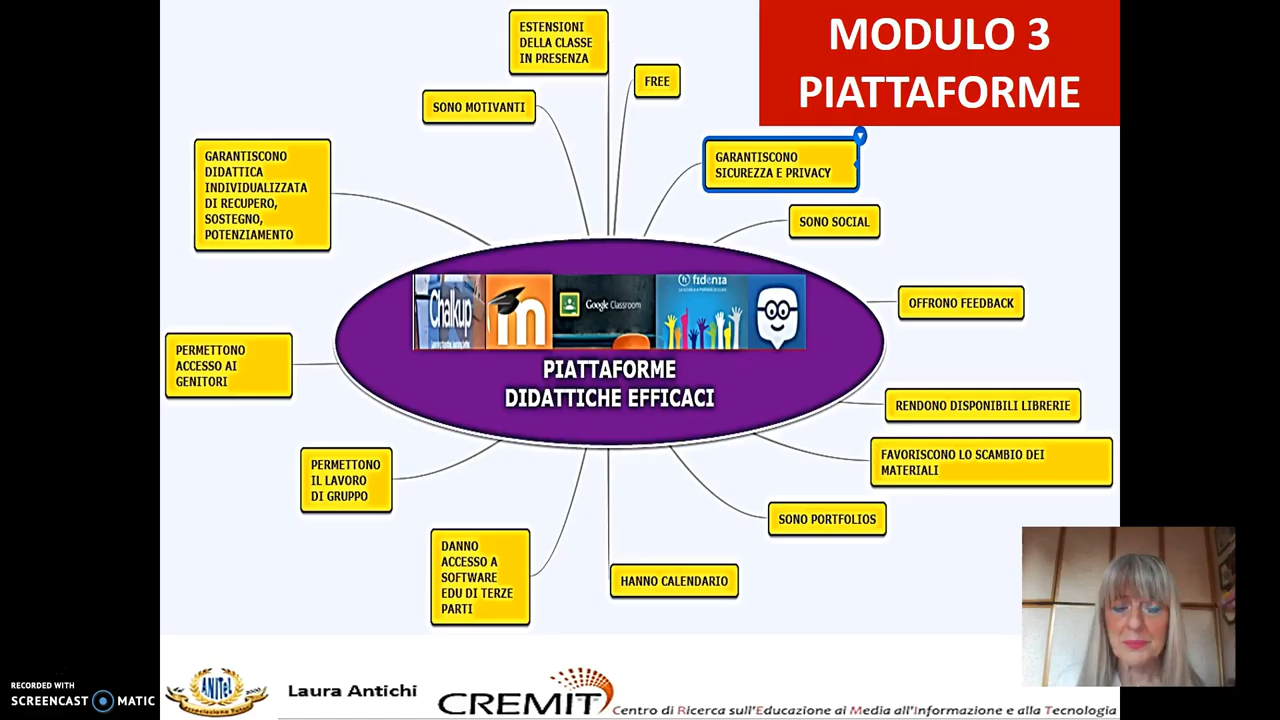 MODULO 3
PIATTAFORME
ESTENSIONI
DELLA CLASSE
IN PRESENZA
FREE
SONO MOTIVANTI
GARANTISCONO
SICUREZZA E PRIVACY
GARANTISCONO
DIDATTICA
INDIVIDUALIZZATA
DI RECUPERO,
SOSTEGNO,
POTENZIAMENTO
SONO SOCIAL
OFFRONO FEEDBACK
Chalkup
m
Google Classroom
fidenia
PIATTAFORME
DIDATTICHE EFFICACI
PERMETTONO
ACCESSO AI
GENITORI
RENDONO DISPONIBILI LIBRERIE
FAVORISCONO LO SCAMBIO DEI
MATERIALI
PERMETTONO
IL LAVORO
DI GRUPPO
SONO PORTFOLIOS
DANNO
ACCESSO A
SOFTWARE
EDU DI TERZE
PARTI
HANNO CALENDARIO
RECORDED WITH
SCREENCAST MATIC
ANITeL
Laura Antichi
CREMIT
Centro di Ricerca sull'Educazione ai Media all'Informazione e alla Tecnologia